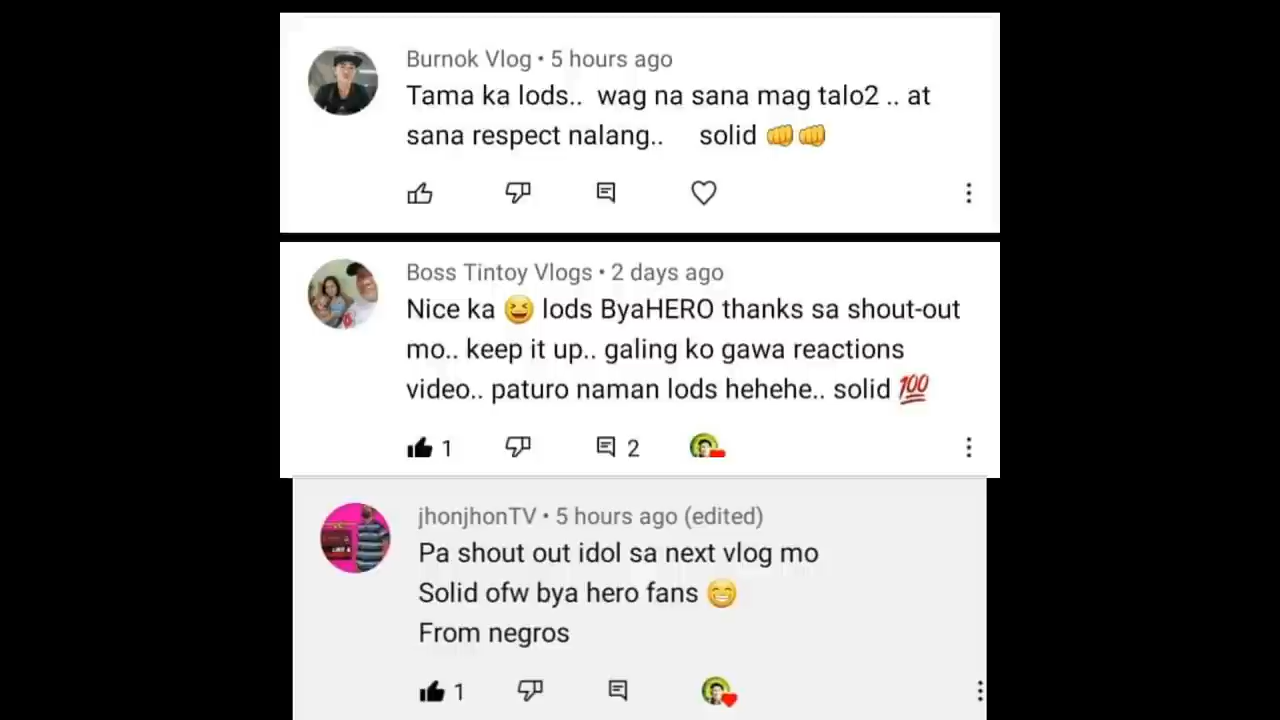 Burnok Vlog • 5 hours ago
Tama ka lods.. wag na sana mag talo2 .. at
sana respect nalang.. solid 👊👊
Boss Tintoy Vlogs • 2 days ago
Nice ka 😆 lods ByaHERO thanks sa shout-out
mo.. keep it up.. galing ko gawa reactions
video.. paturo naman lods hehehe.. solid 💯
1 2
jhonjhonTV • 5 hours ago (edited)
Pa shout out idol sa next vlog mo
Solid ofw bya hero fans 😁
From negros
1